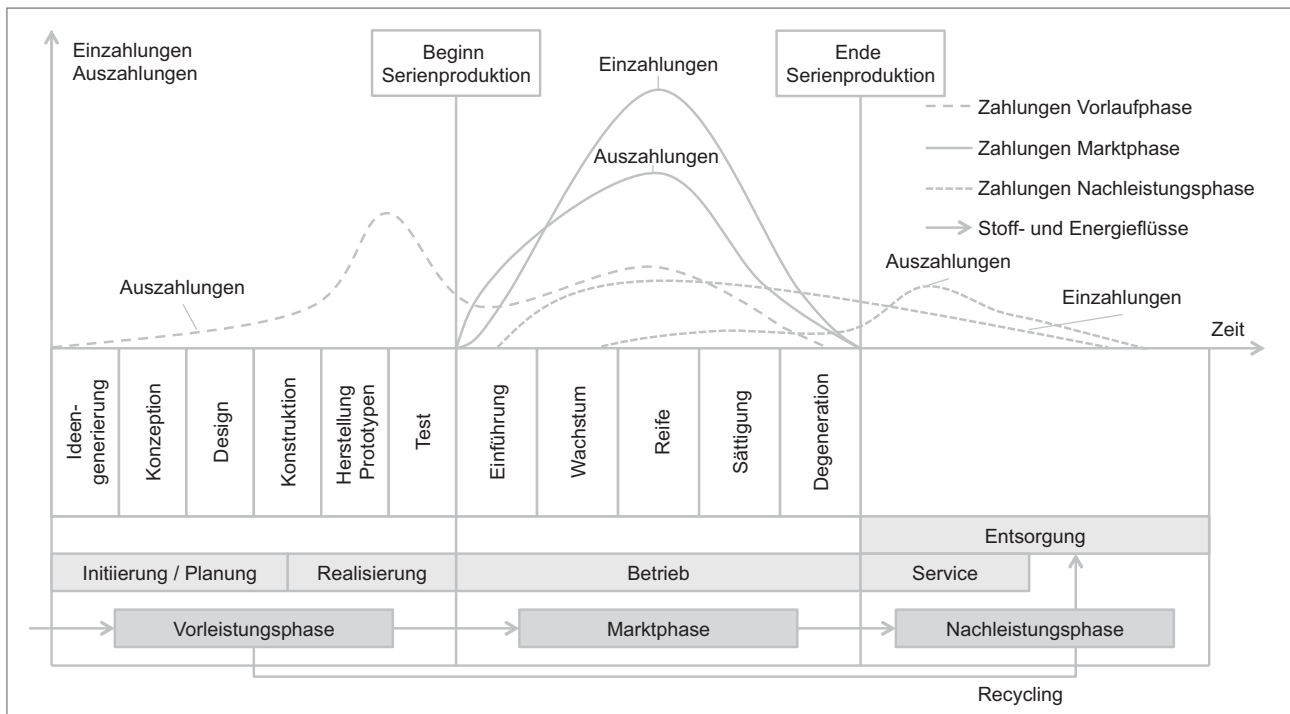 Einzahlungen
Auszahlungen
Beginn
Serienproduktion
Einzahlungen
Auszahlungen
Ende
Serienproduktion
Zahlungen Vorlaufphase
Zahlungen Marktphase
Zahlungen Nachleistungsphase
Stoff- und Energieflüsse
Auszahlungen
Auszahlungen
Einzahlungen
Zeit
Ideen-
generierung
Konzeption
Design
Konstruktion
Herstellung
Prototypen
Test
Einführung
Wachstum
Reife
Sättigung
Degeneration
Entsorgung
Initiierung / Planung
Realisierung
Betrieb
Service
Vorleistungsphase
Marktphase
Nachleistungsphase
Recycling